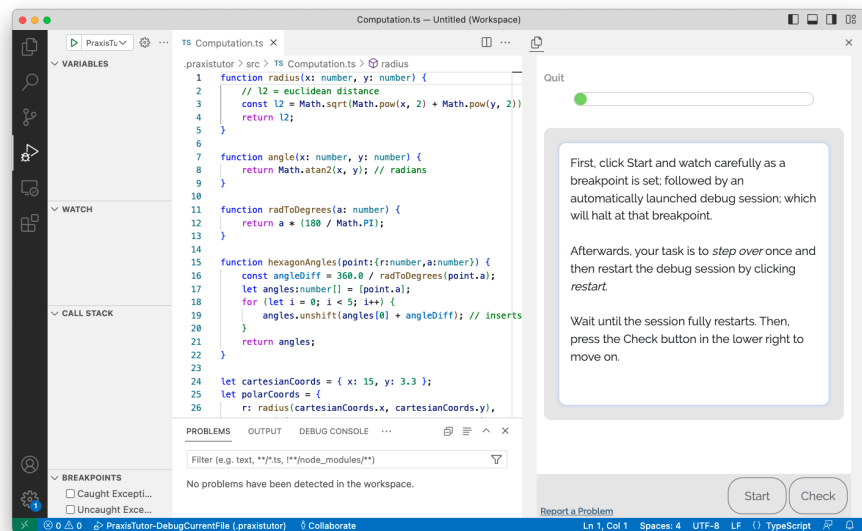 Computation.ts — Untitled (Workspace)
PraxisTu
TS Computation.ts ×
.praxistutor > src > TS Computation.ts > radius
VARIABLES
WATCH
CALL STACK
BREAKPOINTS
Caught Excepti...
Uncaught Exce...
1 function radius(x: number, y: number) {
2 // l2 = euclidean distance
3 const l2 = Math.sqrt(Math.pow(x, 2) + Math.pow(y, 2))
4 return l2;
5 }
6
7 function angle(x: number, y: number) {
8 return Math.atan2(x, y); // radians
9 }
10
11 function radToDegrees(a: number) {
12 return a * (180 / Math.PI);
13 }
14
15 function hexagonAngles(point:{r:number,a:number}) {
16 const angleDiff = 360.0 / radToDegrees(point.a);
17 let angles:number[] = [point.a];
18 for (let i = 0; i < 5; i++) {
19 angles.unshift(angles[0] + angleDiff); // inserts
20 }
21 return angles;
22 }
23
24 let cartesianCoords = { x: 15, y: 3.3 };
25 let polarCoords = {
26 r: radius(cartesianCoords.x, cartesianCoords.y),
PROBLEMS OUTPUT DEBUG CONSOLE ...
Filter (e.g. text, **/*.ts, !**/node_modules/**)
No problems have been detected in the workspace.
Quit
First, click Start and watch carefully as a
breakpoint is set; followed by an
automatically launched debug session; which
will halt at that breakpoint.
Afterwards, your task is to step over once and
then restart the debug session by clicking
restart.
Wait until the session fully restarts. Then,
press the Check button in the lower right to
move on.
Start
Check
Report a Problem
1
0 0 PraxisTutor-DebugCurrentFile (.praxistutor) Collaborate
Ln 1, Col 1 Spaces: 4 UTF-8 LF {} TypeScript